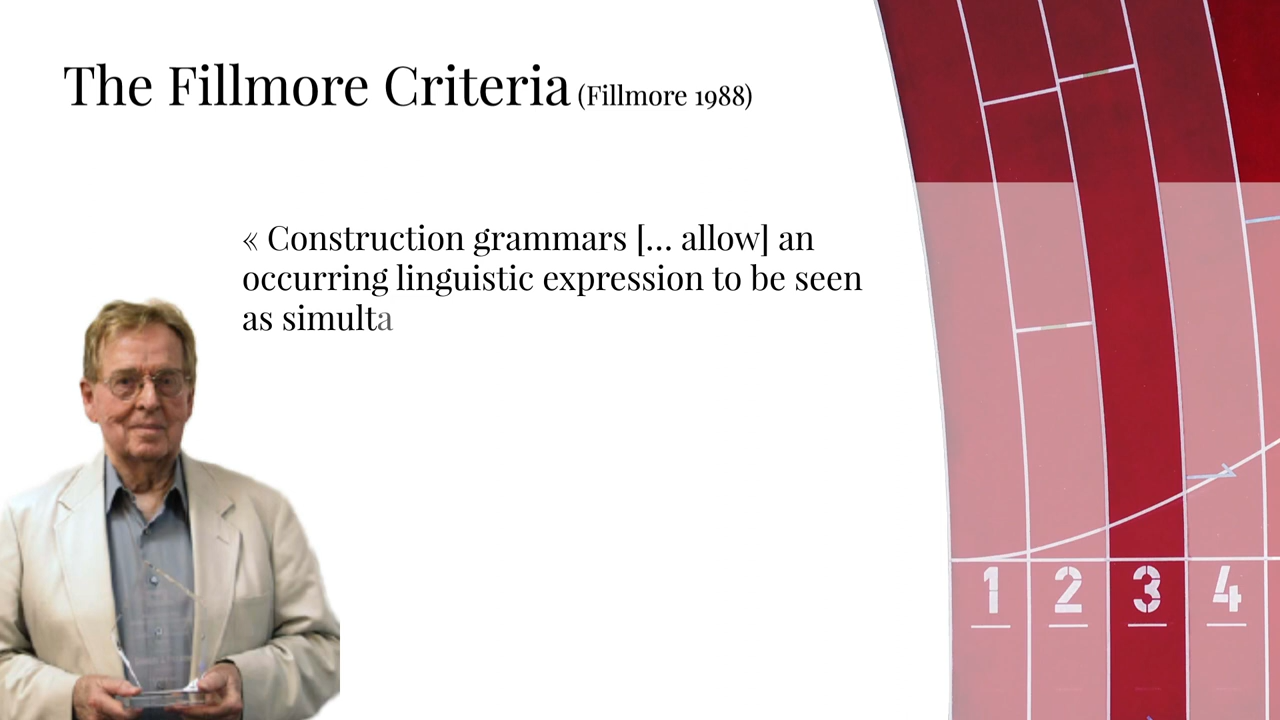 The Fillmore Criteria (Fillmore 1988)
« Construction grammars [... allow] an
occurring linguistic expression to be seen
as simulta
1 2 3 4